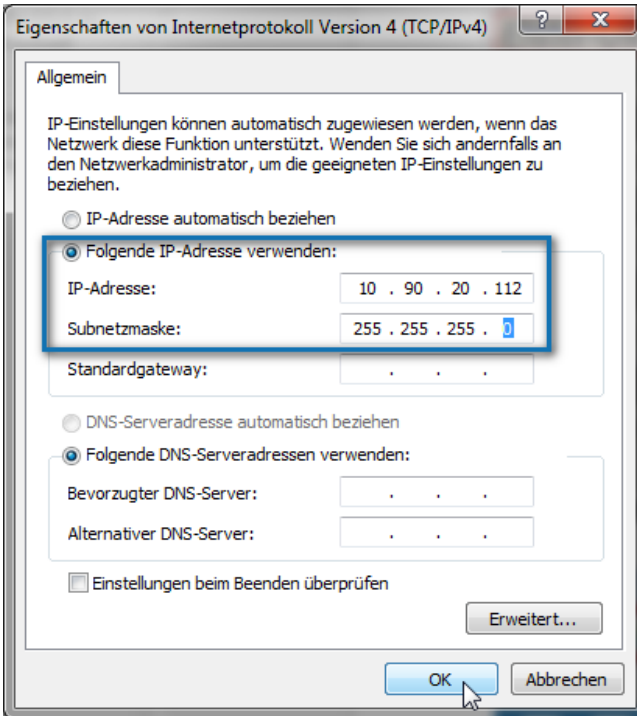 Eigenschaften von Internetprotokoll Version 4 (TCP/IPv4)
Allgemein
IP-Einstellungen können automatisch zugewiesen werden, wenn das
Netzwerk diese Funktion unterstützt. Wenden Sie sich andernfalls an
den Netzwerkadministrator, um die geeigneten IP-Einstellungen zu
beziehen.
IP-Adresse automatisch beziehen
Folgende IP-Adresse verwenden:
IP-Adresse: 10 . 90 . 20 . 112
Subnetzmaske: 255 . 255 . 255 . 0
Standardgateway: . . .
DNS-Serveradresse automatisch beziehen
Folgende DNS-Serveradressen verwenden:
Bevorzugter DNS-Server: . . .
Alternativer DNS-Server: . . .
Einstellungen beim Beenden überprüfen
Erweitert...
OK Abbrechen